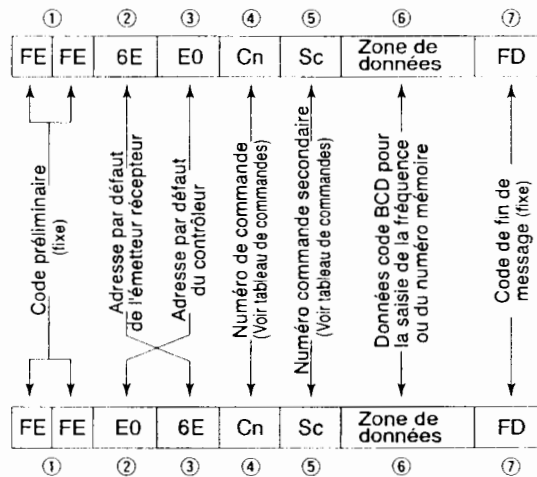 ① ② ③ ④ ⑤ ⑥ ⑦
FE FE 6E E0 Cn Sc Zone de données FD
Code préliminaire
(fixe)
Adresse par défaut
de l'émetteur récepteur
Adresse par défaut
du contrôleur
Numéro de commande
(Voir tableau de commandes)
Numéro commande secondaire
(Voir tableau de commandes)
Données code BCD pour
la saisie de la fréquence
ou du numéro mémoire
Code de fin de
message (fixe)
FE FE E0 6E Cn Sc Zone de données FD
① ② ③ ④ ⑤ ⑥ ⑦